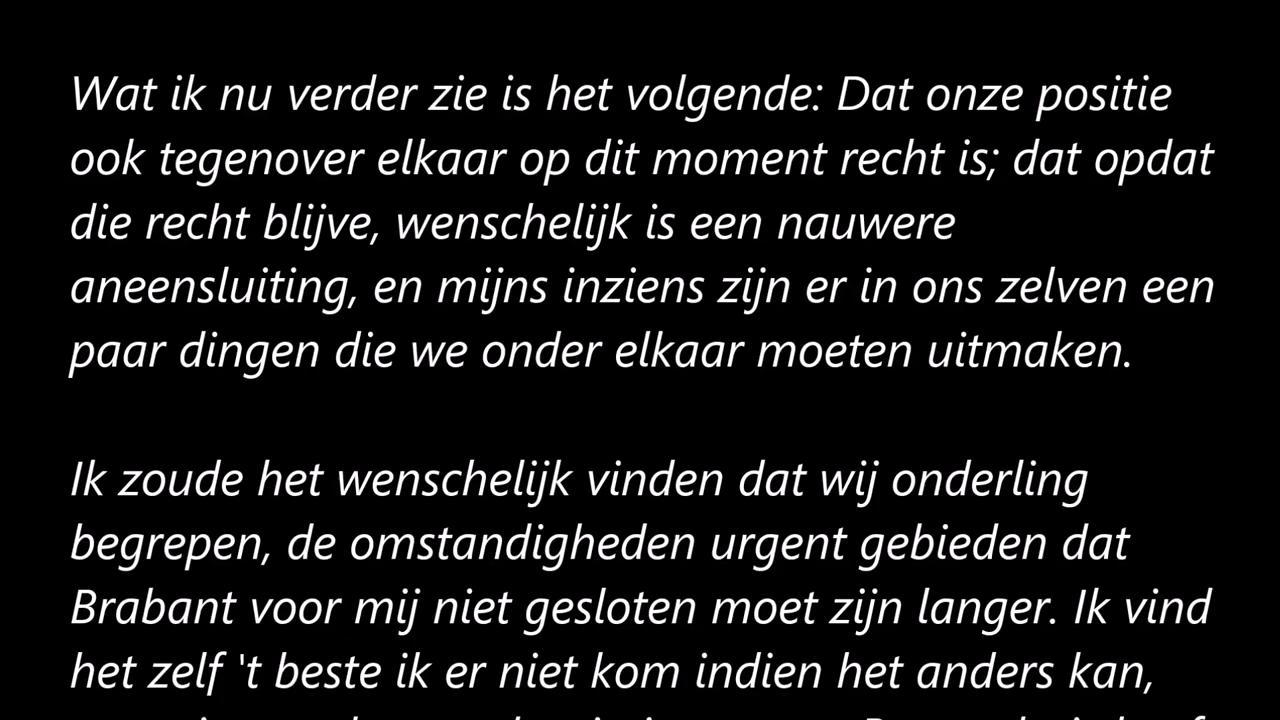 Wat ik nu verder zie is het volgende: Dat onze positie
ook tegenover elkaar op dit moment recht is; dat opdat
die recht blijve, wenschelijk is een nauwere
aneensluiting, en mijns inziens zijn er in ons zelven een
paar dingen die we onder elkaar moeten uitmaken.
Ik zoude het wenschelijk vinden dat wij onderling
begrepen, de omstandigheden urgent gebieden dat
Brabant voor mij niet gesloten moet zijn langer. Ik vind
het zelf 't beste ik er niet kom indien het anders kan,